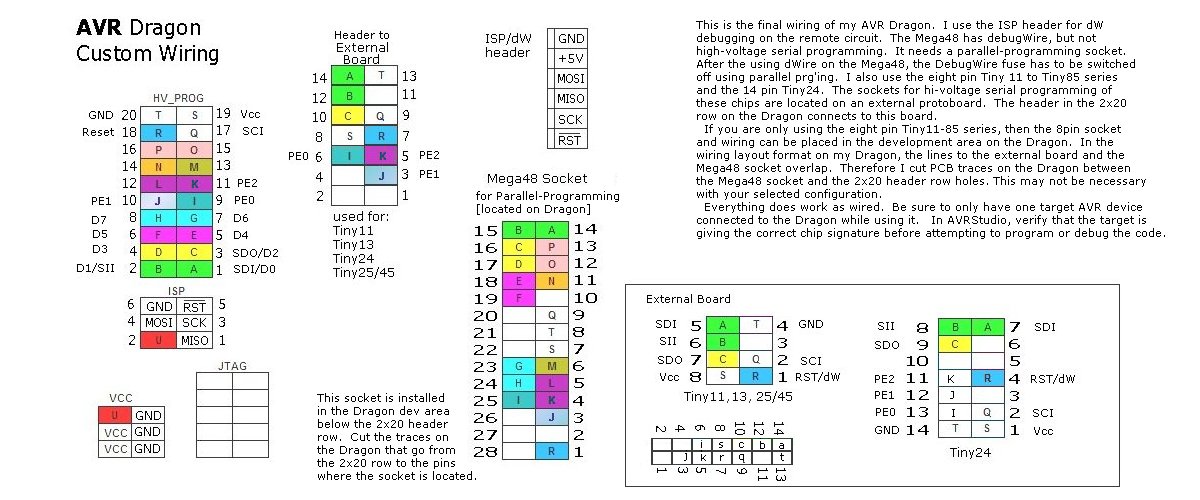 AVR Dragon
Custom Wiring
HV_PROG
GND 20 T S 19 Vcc
Reset 18 R Q 17 SCI
16 P O 15
14 N M 13
12 L K 11 PE2
PE1 10 J I 9 PE0
D7 8 H G 7 D6
D5 6 F E 5 D4
D3 4 D C 3 SDO/D2
D1/SII 2 B A 1 SDI/D0
ISP
6 GND RST 5
4 MOSI SCK 3
2 U MISO 1
VCC
U GND
VCC GND
VCC GND
JTAG
Header to
External
Board
14 A T 13
12 B 11
10 C Q 9
8 S R 7
PE0 6 I K 5 PE2
4 J 3 PE1
2 1
used for:
Tiny11
Tiny13
Tiny24
Tiny25/45
This socket is installed
in the Dragon dev area
below the 2x20 header
row. Cut the traces on
the Dragon that go from
the 2x20 row to the pins
where the socket is located.
ISP/dW
header
GND
+5V
MOSI
MISO
SCK
RST
Mega48 Socket
for Parallel-Programming
[located on Dragon]
15 B A 14
16 C P 13
17 D O 12
18 E N 11
19 F 10
20 Q 9
21 T 8
22 S 7
23 G M 6
24 H L 5
25 I K 4
26 J 3
27 2
28 R 1
This is the final wiring of my AVR Dragon. I use the ISP header for dW
debugging on the remote circuit. The Mega48 has debugWire, but not
high-voltage serial programming. It needs a parallel-programming socket.
After the using dWire on the Mega48, the DebugWire fuse has to be switched
off using parallel prg'ing. I also use the eight pin Tiny 11 to Tiny85 series
and the 14 pin Tiny24. The sockets for hi-voltage serial programming of
these chips are located on an external protoboard. The header in the 2x20
row on the Dragon connects to this board.
If you are only using the eight pin Tiny11-85 series, then the 8pin socket
and wiring can be placed in the development area on the Dragon. In the
wiring layout format on my Dragon, the lines to the external board and the
Mega48 socket overlap. Therefore I cut PCB traces on the Dragon between
the Mega48 socket and the 2x20 header row holes. This may not be necessary
with your selected configuration.
Everything does work as wired. Be sure to only have one target AVR device
connected to the Dragon while using it. In AVRStudio, verify that the target is
giving the correct chip signature before attempting to program or debug the code.
External Board
SDI 5 A T 4 GND
SII 6 B 3
SDO 7 C Q 2 SCI
Vcc 8 S R 1 RST/dW
Tiny11,13, 25/45
2 4 6 8 10 12 14
i s c b a
J k r q t
1 3 5 7 9 11 13
SII 8 B A 7 SDI
SDO 9 C 6
10 5
PE2 11 K R 4 RST/dW
PE1 12 J 3
PE0 13 I Q 2 SCI
GND 14 T S 1 Vcc
Tiny24